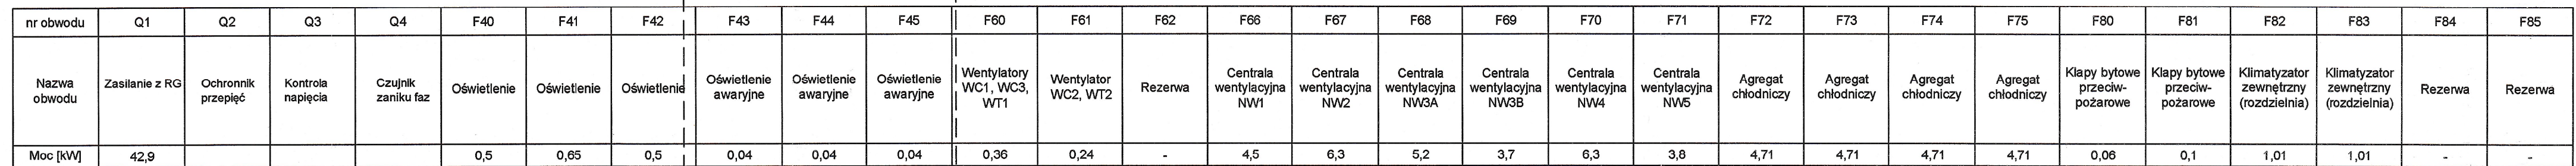 nr obwodu Q1 Q2 Q3 Q4 F40 F41 F42 F43 F44 F45 F60 F61 F62 F66 F67 F68 F69 F70 F71 F72 F73 F74 F75 F80 F81 F82 F83 F84 F85
Nazwa obwodu Zasilanie z RG Ochronnik przepięć Kontrola napięcia Czujnik zaniku faz Oświetlenie Oświetlenie Oświetlenie Oświetlenie awaryjne Oświetlenie awaryjne Oświetlenie awaryjne Wentylatory WC1, WC3, WT1 Wentylator WC2, WT2 Rezerwa Centrala wentylacyjna NW1 Centrala wentylacyjna NW2 Centrala wentylacyjna NW3A Centrala wentylacyjna NW3B Centrala wentylacyjna NW4 Centrala wentylacyjna NW5 Agregat chłodniczy Agregat chłodniczy Agregat chłodniczy Agregat chłodniczy Klapy bytowe przeciw-pożarowe Klapy bytowe przeciw-pożarowe Klimatyzator zewnętrzny (rozdzielnia) Klimatyzator zewnętrzny (rozdzielnia) Rezerwa Rezerwa
Moc [kW] 42,9 0,5 0,65 0,5 0,04 0,04 0,04 0,36 0,24 - 4,5 6,3 5,2 3,7 6,3 3,8 4,71 4,71 4,71 4,71 0,06 0,1 1,01 1,01 - -